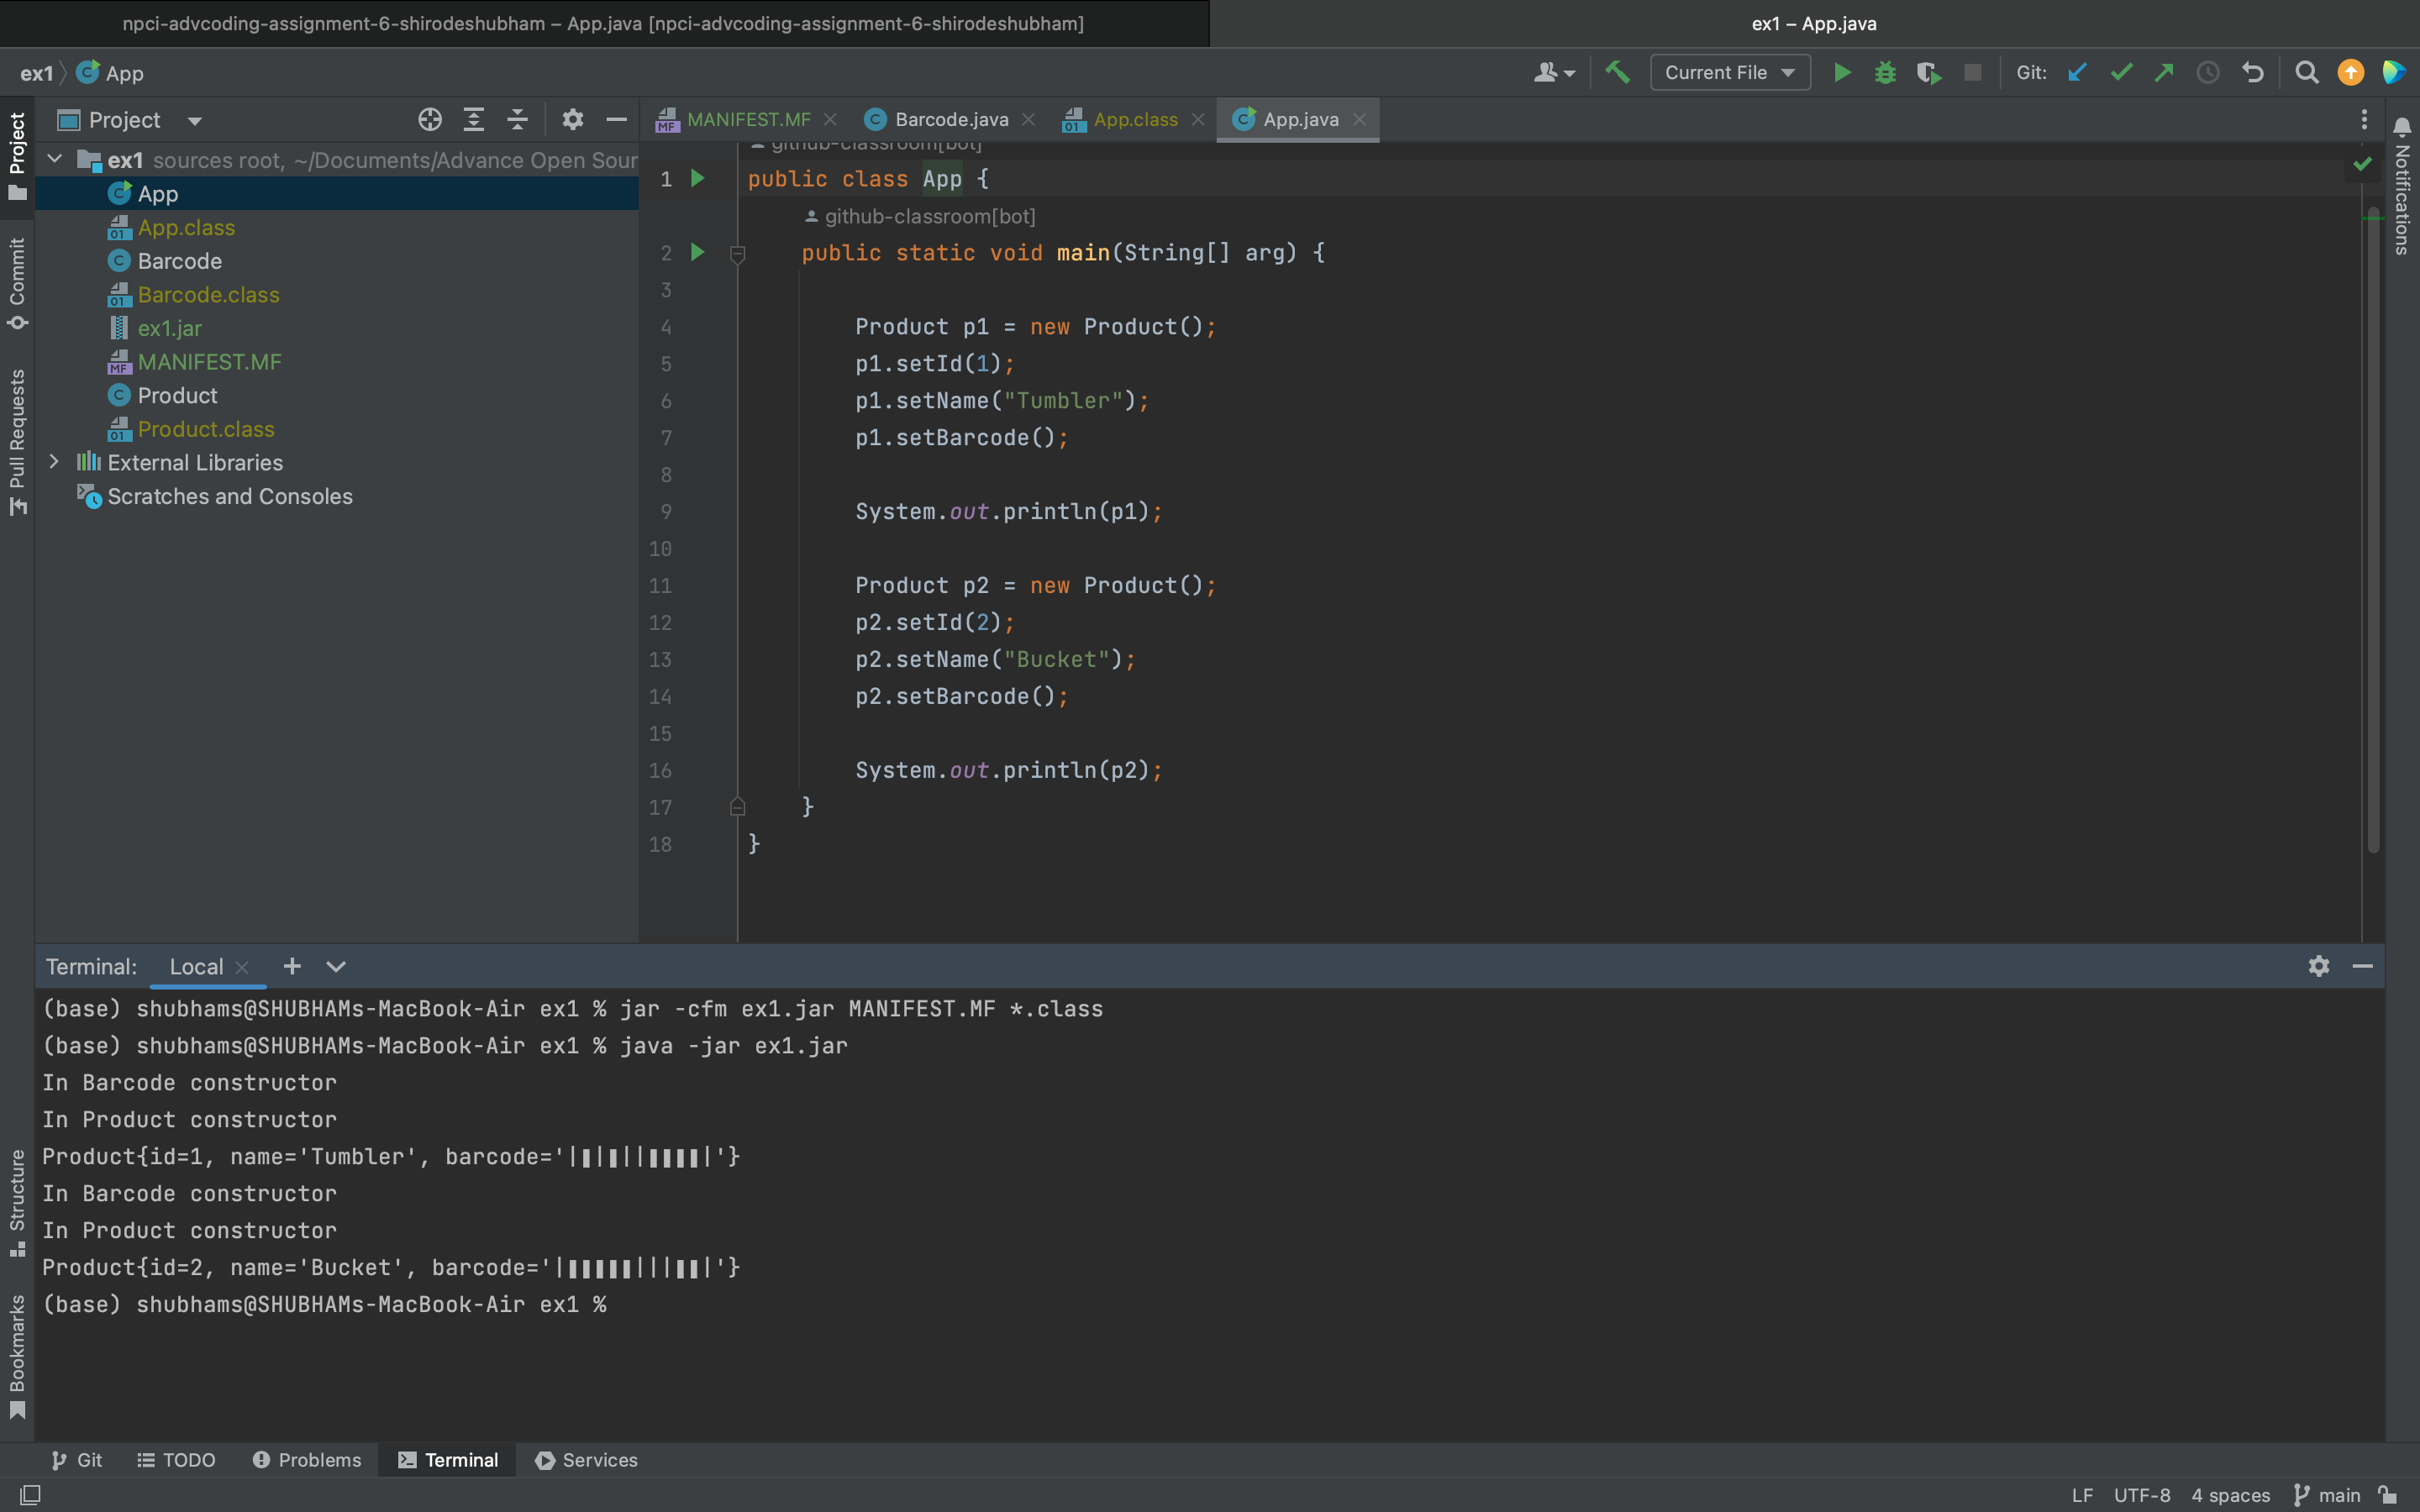 npci-advcoding-assignment-6-shirodeshubham – App.java [npci-advcoding-assignment-6-shirodeshubham]
ex1 – App.java
ex1
App
Current File
Git:
Project
MANIFEST.MF
Barcode.java
App.class
App.java
Project
Commit
Pull Requests
Structure
Bookmarks
Notifications
ex1 sources root, ~/Documents/Advance Open Sour
App
App.class
Barcode
Barcode.class
ex1.jar
MANIFEST.MF
Product
Product.class
External Libraries
Scratches and Consoles
github-classroom[bot]
1 public class App {
github-classroom[bot]
2 public static void main(String[] arg) {
3
4 Product p1 = new Product();
5 p1.setId(1);
6 p1.setName("Tumbler");
7 p1.setBarcode();
8
9 System.out.println(p1);
10
11 Product p2 = new Product();
12 p2.setId(2);
13 p2.setName("Bucket");
14 p2.setBarcode();
15
16 System.out.println(p2);
17 }
18 }
Terminal: Local
(base) shubhams@SHUBHAMs-MacBook-Air ex1 % jar -cfm ex1.jar MANIFEST.MF *.class
(base) shubhams@SHUBHAMs-MacBook-Air ex1 % java -jar ex1.jar
In Barcode constructor
In Product constructor
Product{id=1, name='Tumbler', barcode='|▮|▮||▮▮▮▮|'}
In Barcode constructor
In Product constructor
Product{id=2, name='Bucket', barcode='|▮▮▮▮▮|||▮▮|'}
(base) shubhams@SHUBHAMs-MacBook-Air ex1 %
Git
TODO
Problems
Terminal
Services
LF UTF-8 4 spaces main